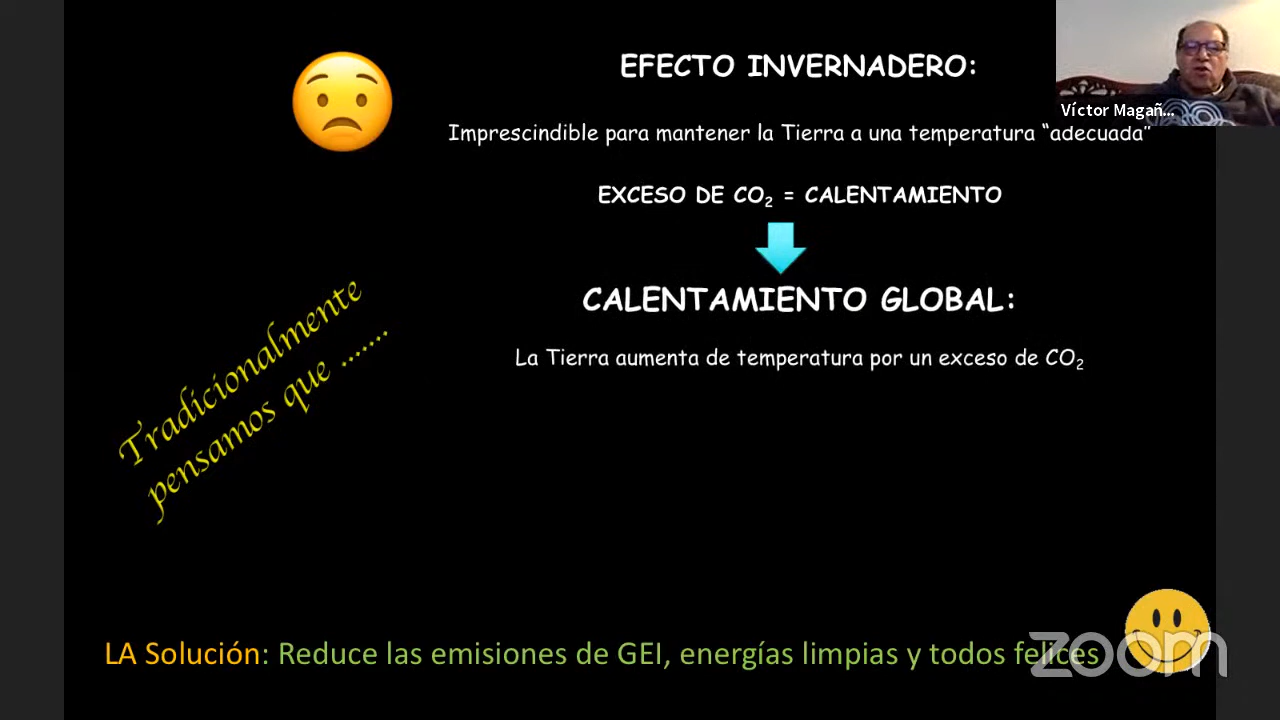 EFECTO INVERNADERO:
Víctor Magañ...
Imprescindible para mantener la Tierra a una temperatura “adecuada”
EXCESO DE CO₂ = CALENTAMIENTO
CALENTAMIENTO GLOBAL:
La Tierra aumenta de temperatura por un exceso de CO₂
Tradicionalmente
pensamos que .......
LA Solución: Reduce las emisiones de GEI, energías limpias y todos felices
zoom